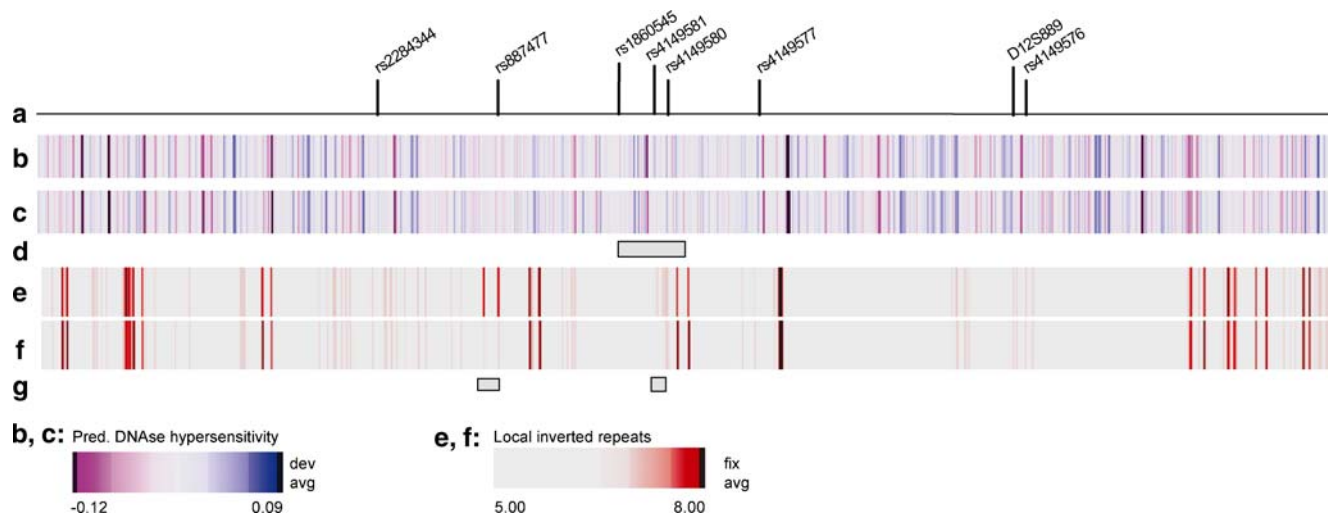 rs2284344
rs887477
rs1860545
rs4149581
rs4149580
rs4149577
D12S889
rs4149576
a
b
c
d
e
f
g
b, c: Pred. DNAse hypersensitivity
dev
avg
-0.12 0.09
e, f: Local inverted repeats
fix
avg
5.00 8.00